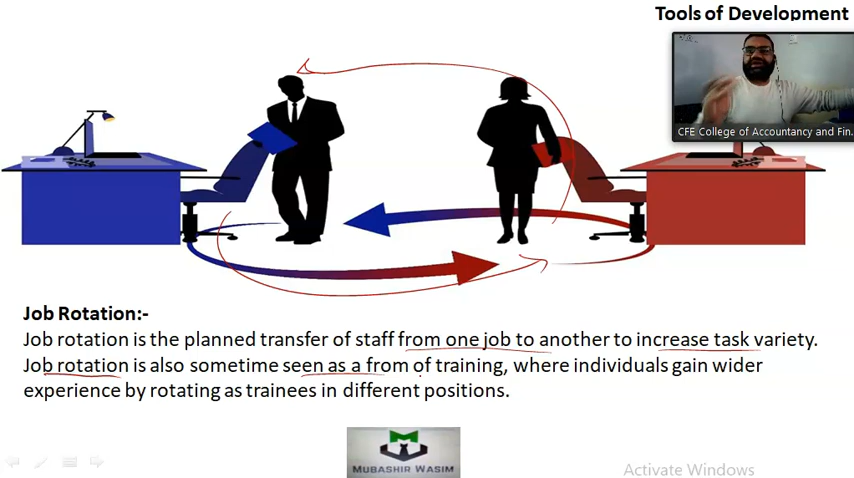 Tools of Development
CFE College of Accountancy and Fin.
Job Rotation:-
Job rotation is the planned transfer of staff from one job to another to increase task variety.
Job rotation is also sometime seen as a from of training, where individuals gain wider
experience by rotating as trainees in different positions.
MUBASHIR WASIM
Activate Windows